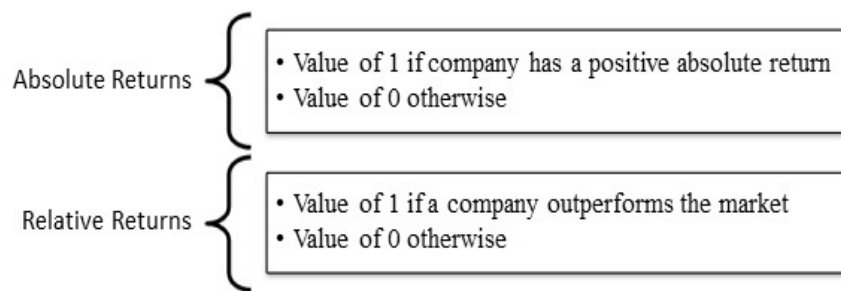 Absolute Returns
• Value of 1 if company has a positive absolute return
• Value of 0 otherwise
Relative Returns
• Value of 1 if a company outperforms the market
• Value of 0 otherwise